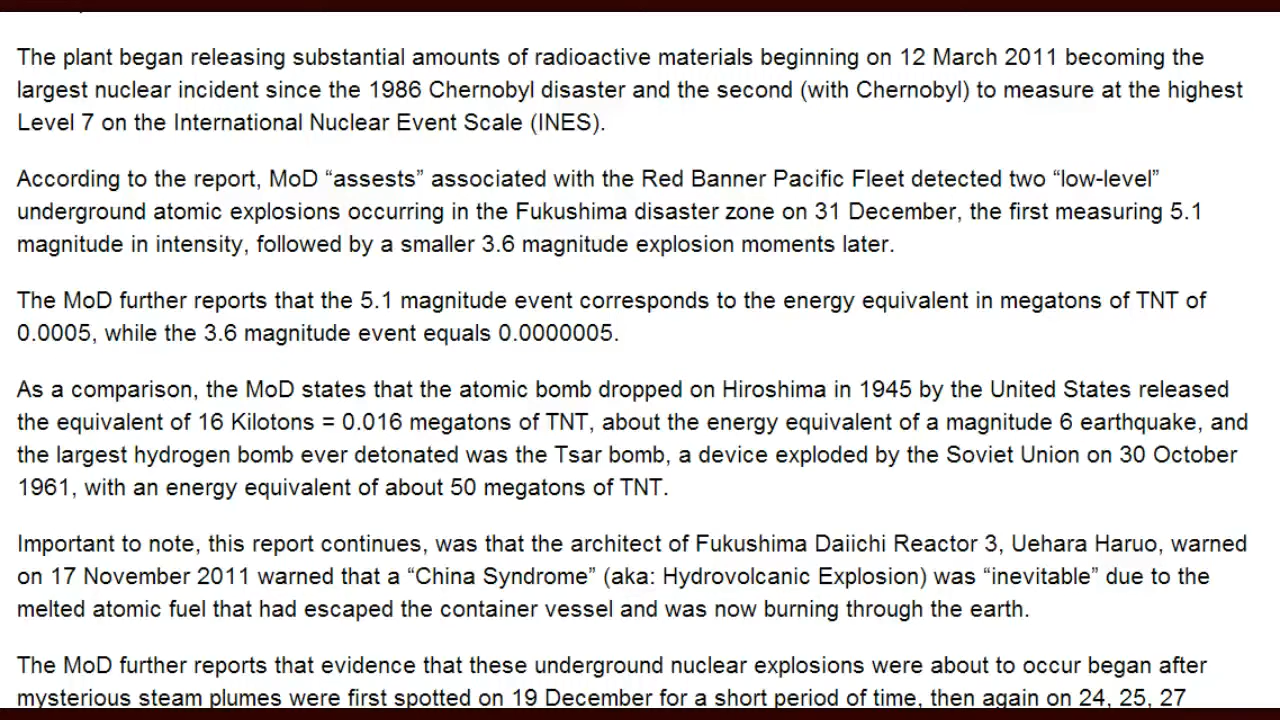 The plant began releasing substantial amounts of radioactive materials beginning on 12 March 2011 becoming the
largest nuclear incident since the 1986 Chernobyl disaster and the second (with Chernobyl) to measure at the highest
Level 7 on the International Nuclear Event Scale (INES).
According to the report, MoD “assests” associated with the Red Banner Pacific Fleet detected two “low-level”
underground atomic explosions occurring in the Fukushima disaster zone on 31 December, the first measuring 5.1
magnitude in intensity, followed by a smaller 3.6 magnitude explosion moments later.
The MoD further reports that the 5.1 magnitude event corresponds to the energy equivalent in megatons of TNT of
0.0005, while the 3.6 magnitude event equals 0.0000005.
As a comparison, the MoD states that the atomic bomb dropped on Hiroshima in 1945 by the United States released
the equivalent of 16 Kilotons = 0.016 megatons of TNT, about the energy equivalent of a magnitude 6 earthquake, and
the largest hydrogen bomb ever detonated was the Tsar bomb, a device exploded by the Soviet Union on 30 October
1961, with an energy equivalent of about 50 megatons of TNT.
Important to note, this report continues, was that the architect of Fukushima Daiichi Reactor 3, Uehara Haruo, warned
on 17 November 2011 warned that a “China Syndrome” (aka: Hydrovolcanic Explosion) was “inevitable” due to the
melted atomic fuel that had escaped the container vessel and was now burning through the earth.
The MoD further reports that evidence that these underground nuclear explosions were about to occur began after
mysterious steam plumes were first spotted on 19 December for a short period of time, then again on 24, 25, 27